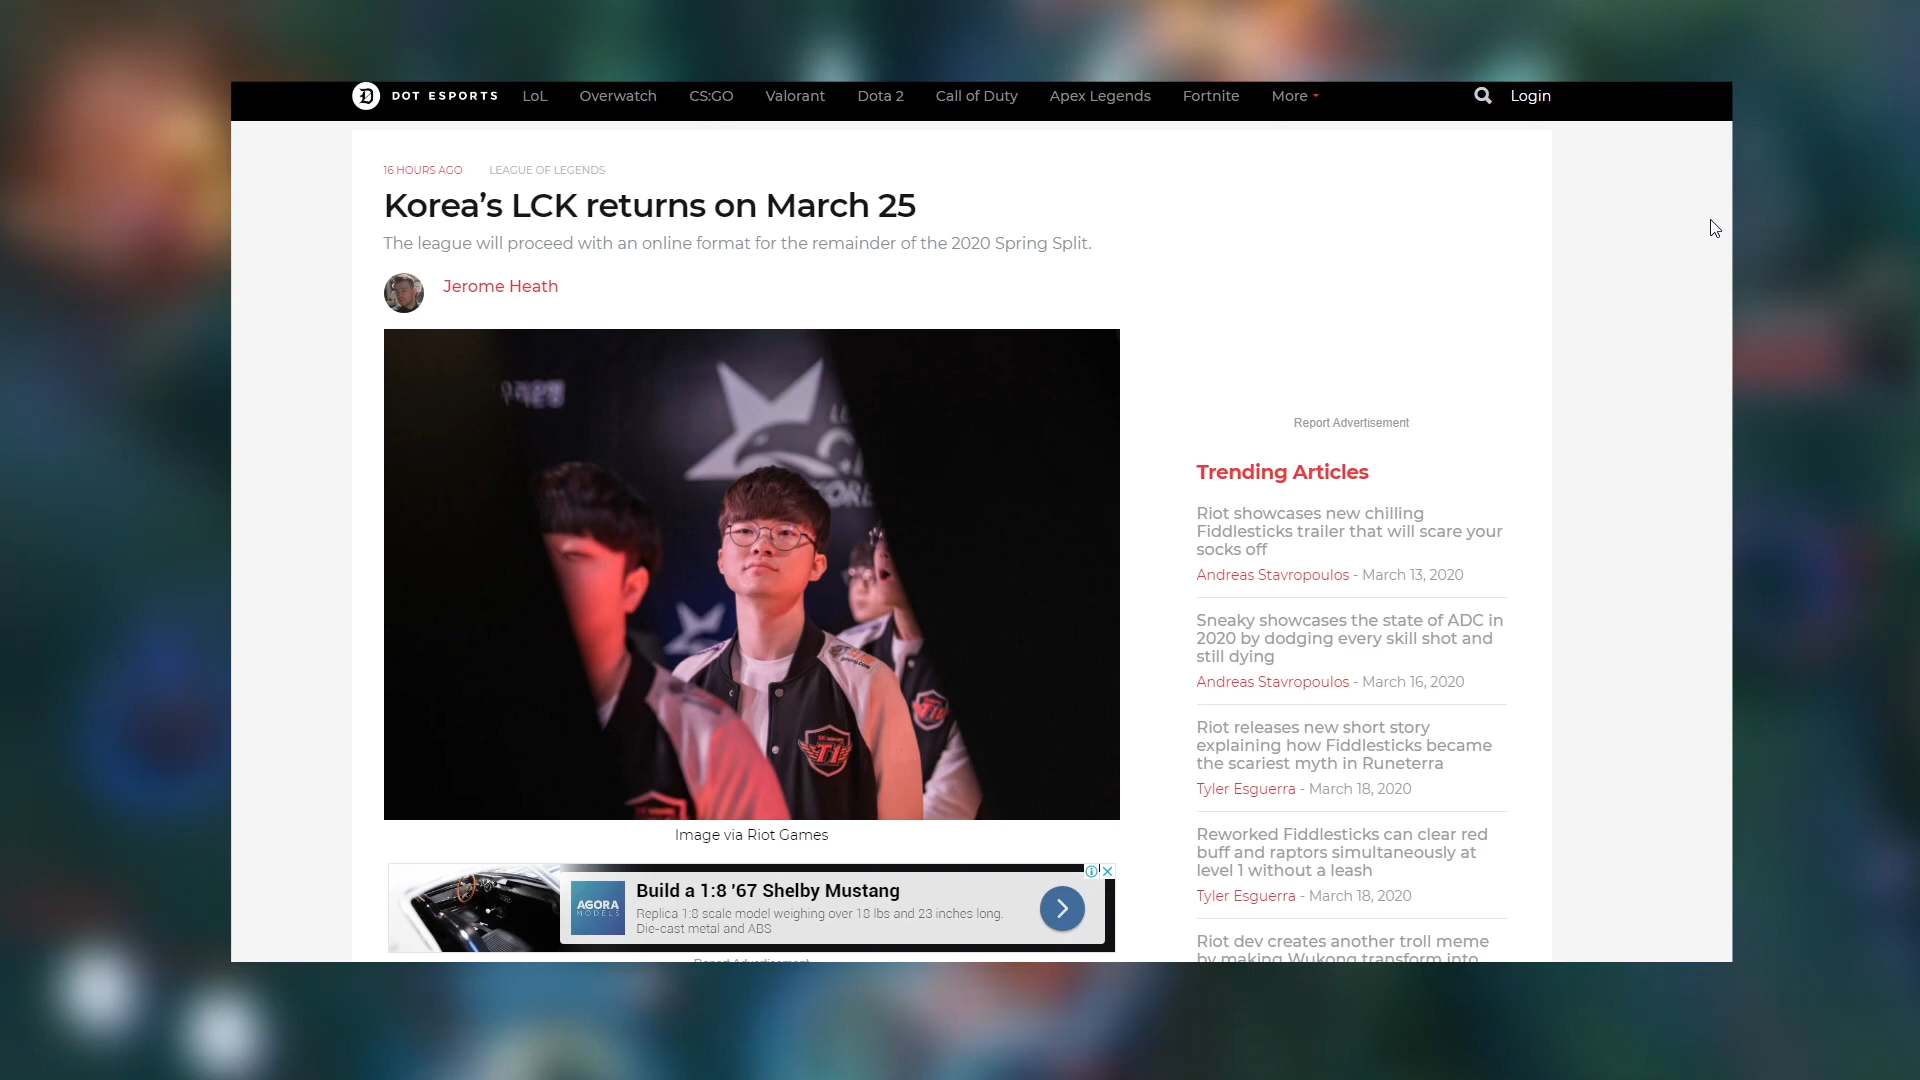 DOT ESPORTS LoL Overwatch CS:GO Valorant Dota 2 Call of Duty Apex Legends Fortnite More Login
16 HOURS AGO LEAGUE OF LEGENDS
Korea’s LCK returns on March 25
The league will proceed with an online format for the remainder of the 2020 Spring Split.
Jerome Heath
우리은행
T1
Image via Riot Games
AGORA
MODELS
Build a 1:8 '67 Shelby Mustang
Replica 1:8 scale model weighing over 18 lbs and 23 inches long.
Die-cast metal and ABS
Report Advertisement
Report Advertisement
Trending Articles
Riot showcases new chilling
Fiddlesticks trailer that will scare your
socks off
Andreas Stavropoulos - March 13, 2020
Sneaky showcases the state of ADC in
2020 by dodging every skill shot and
still dying
Andreas Stavropoulos - March 16, 2020
Riot releases new short story
explaining how Fiddlesticks became
the scariest myth in Runeterra
Tyler Esguerra - March 18, 2020
Reworked Fiddlesticks can clear red
buff and raptors simultaneously at
level 1 without a leash
Tyler Esguerra - March 18, 2020
Riot dev creates another troll meme
by making Wukong transform into